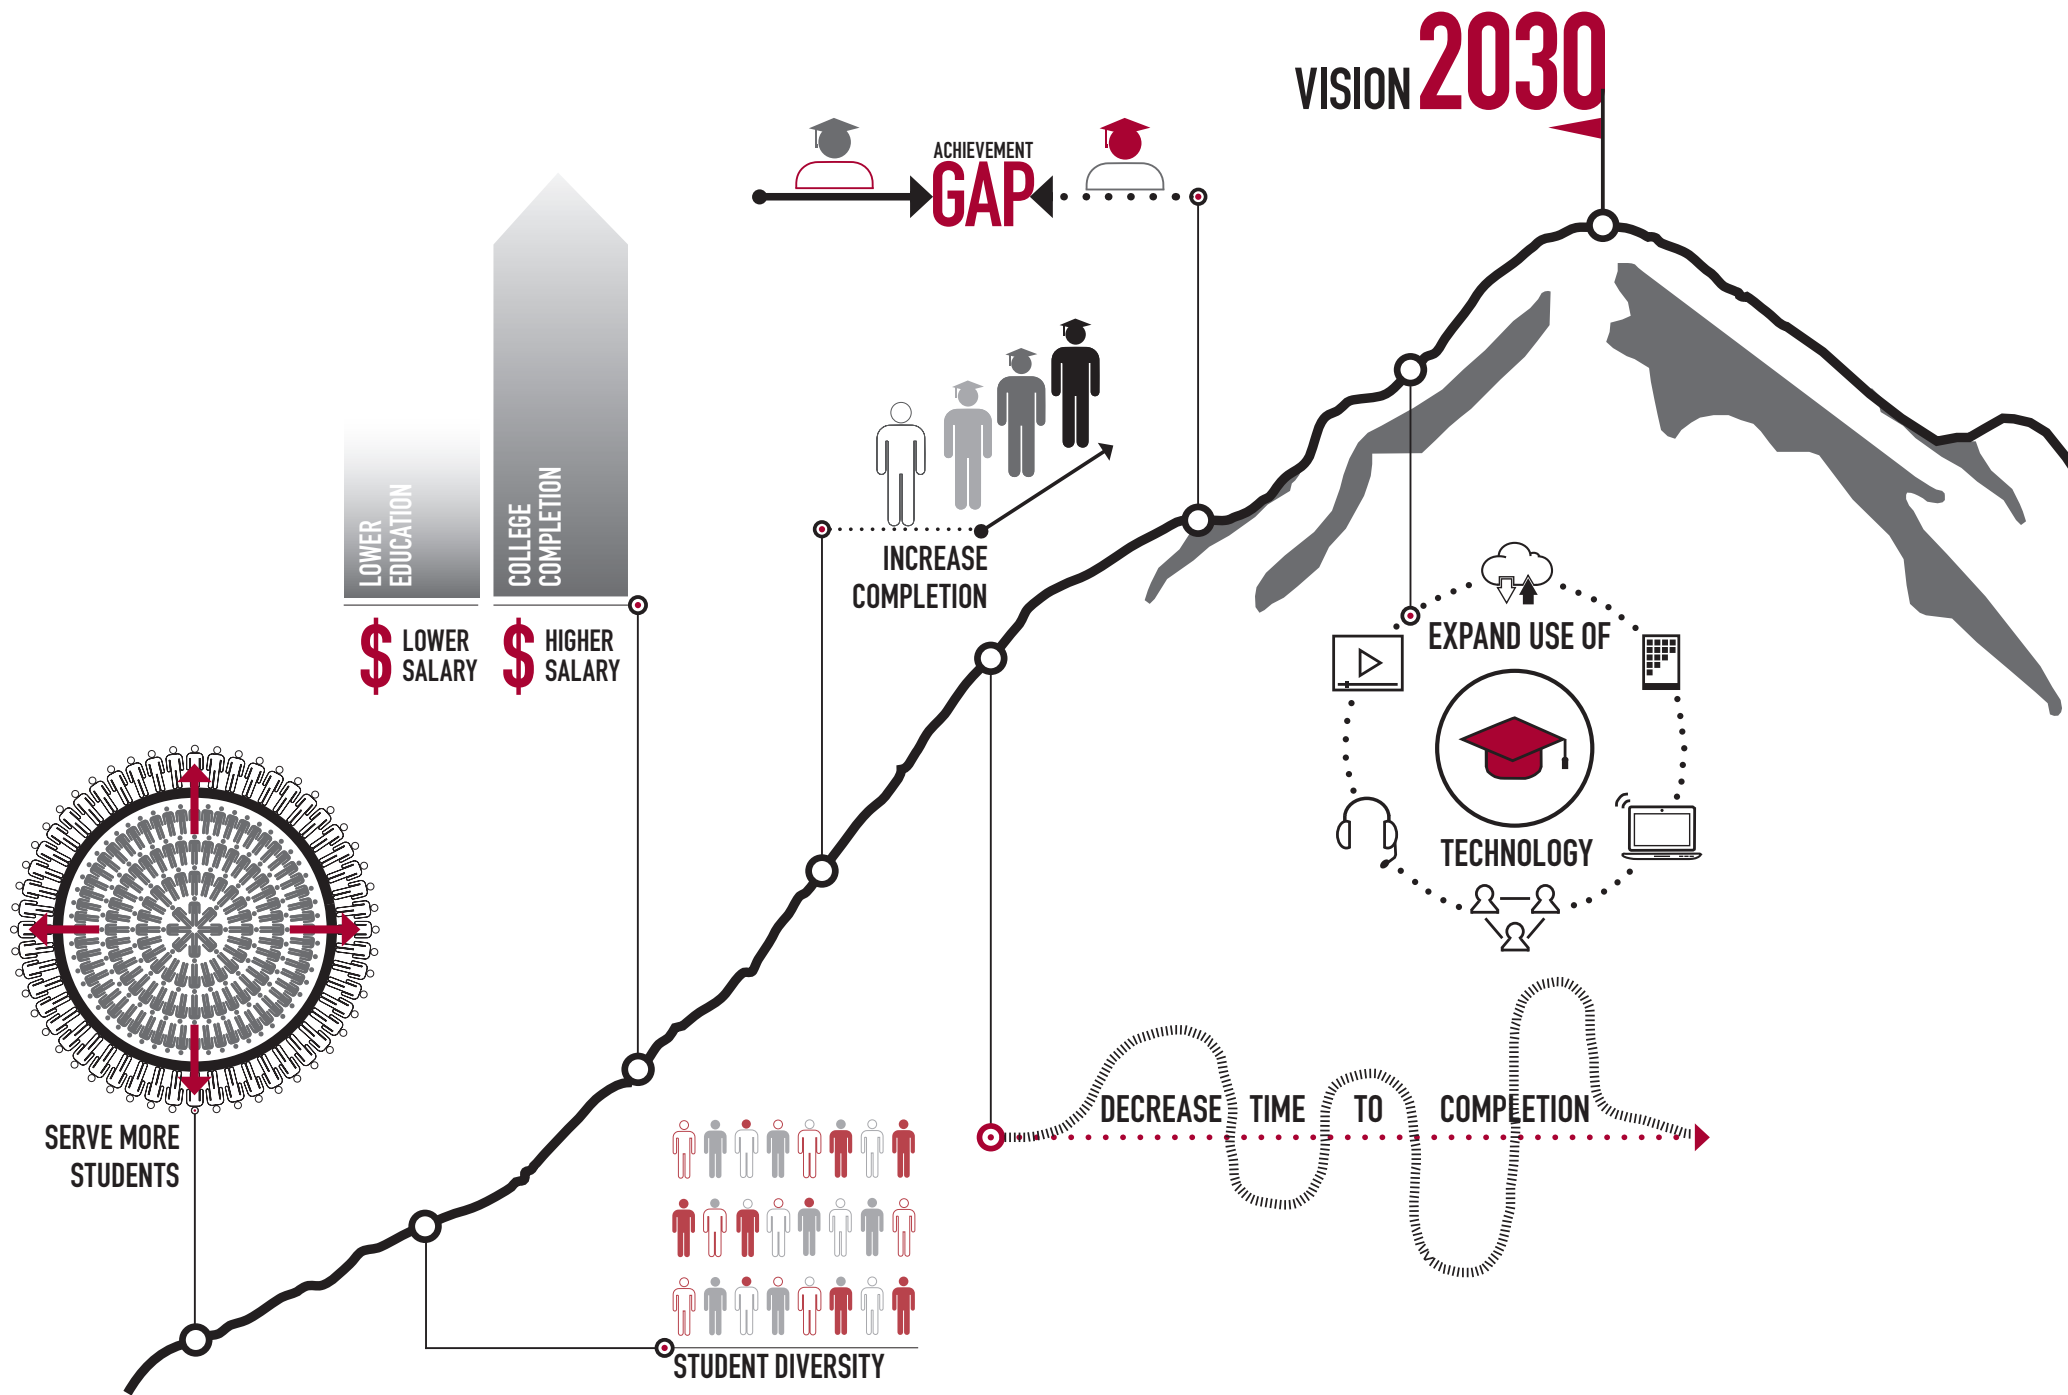 VISION 2030
ACHIEVEMENT
GAP
LOWER
EDUCATION
COLLEGE
COMPLETION
$ LOWER
SALARY
$ HIGHER
SALARY
INCREASE
COMPLETION
EXPAND USE OF
TECHNOLOGY
SERVE MORE
STUDENTS
DECREASE TIME TO COMPLETION
STUDENT DIVERSITY